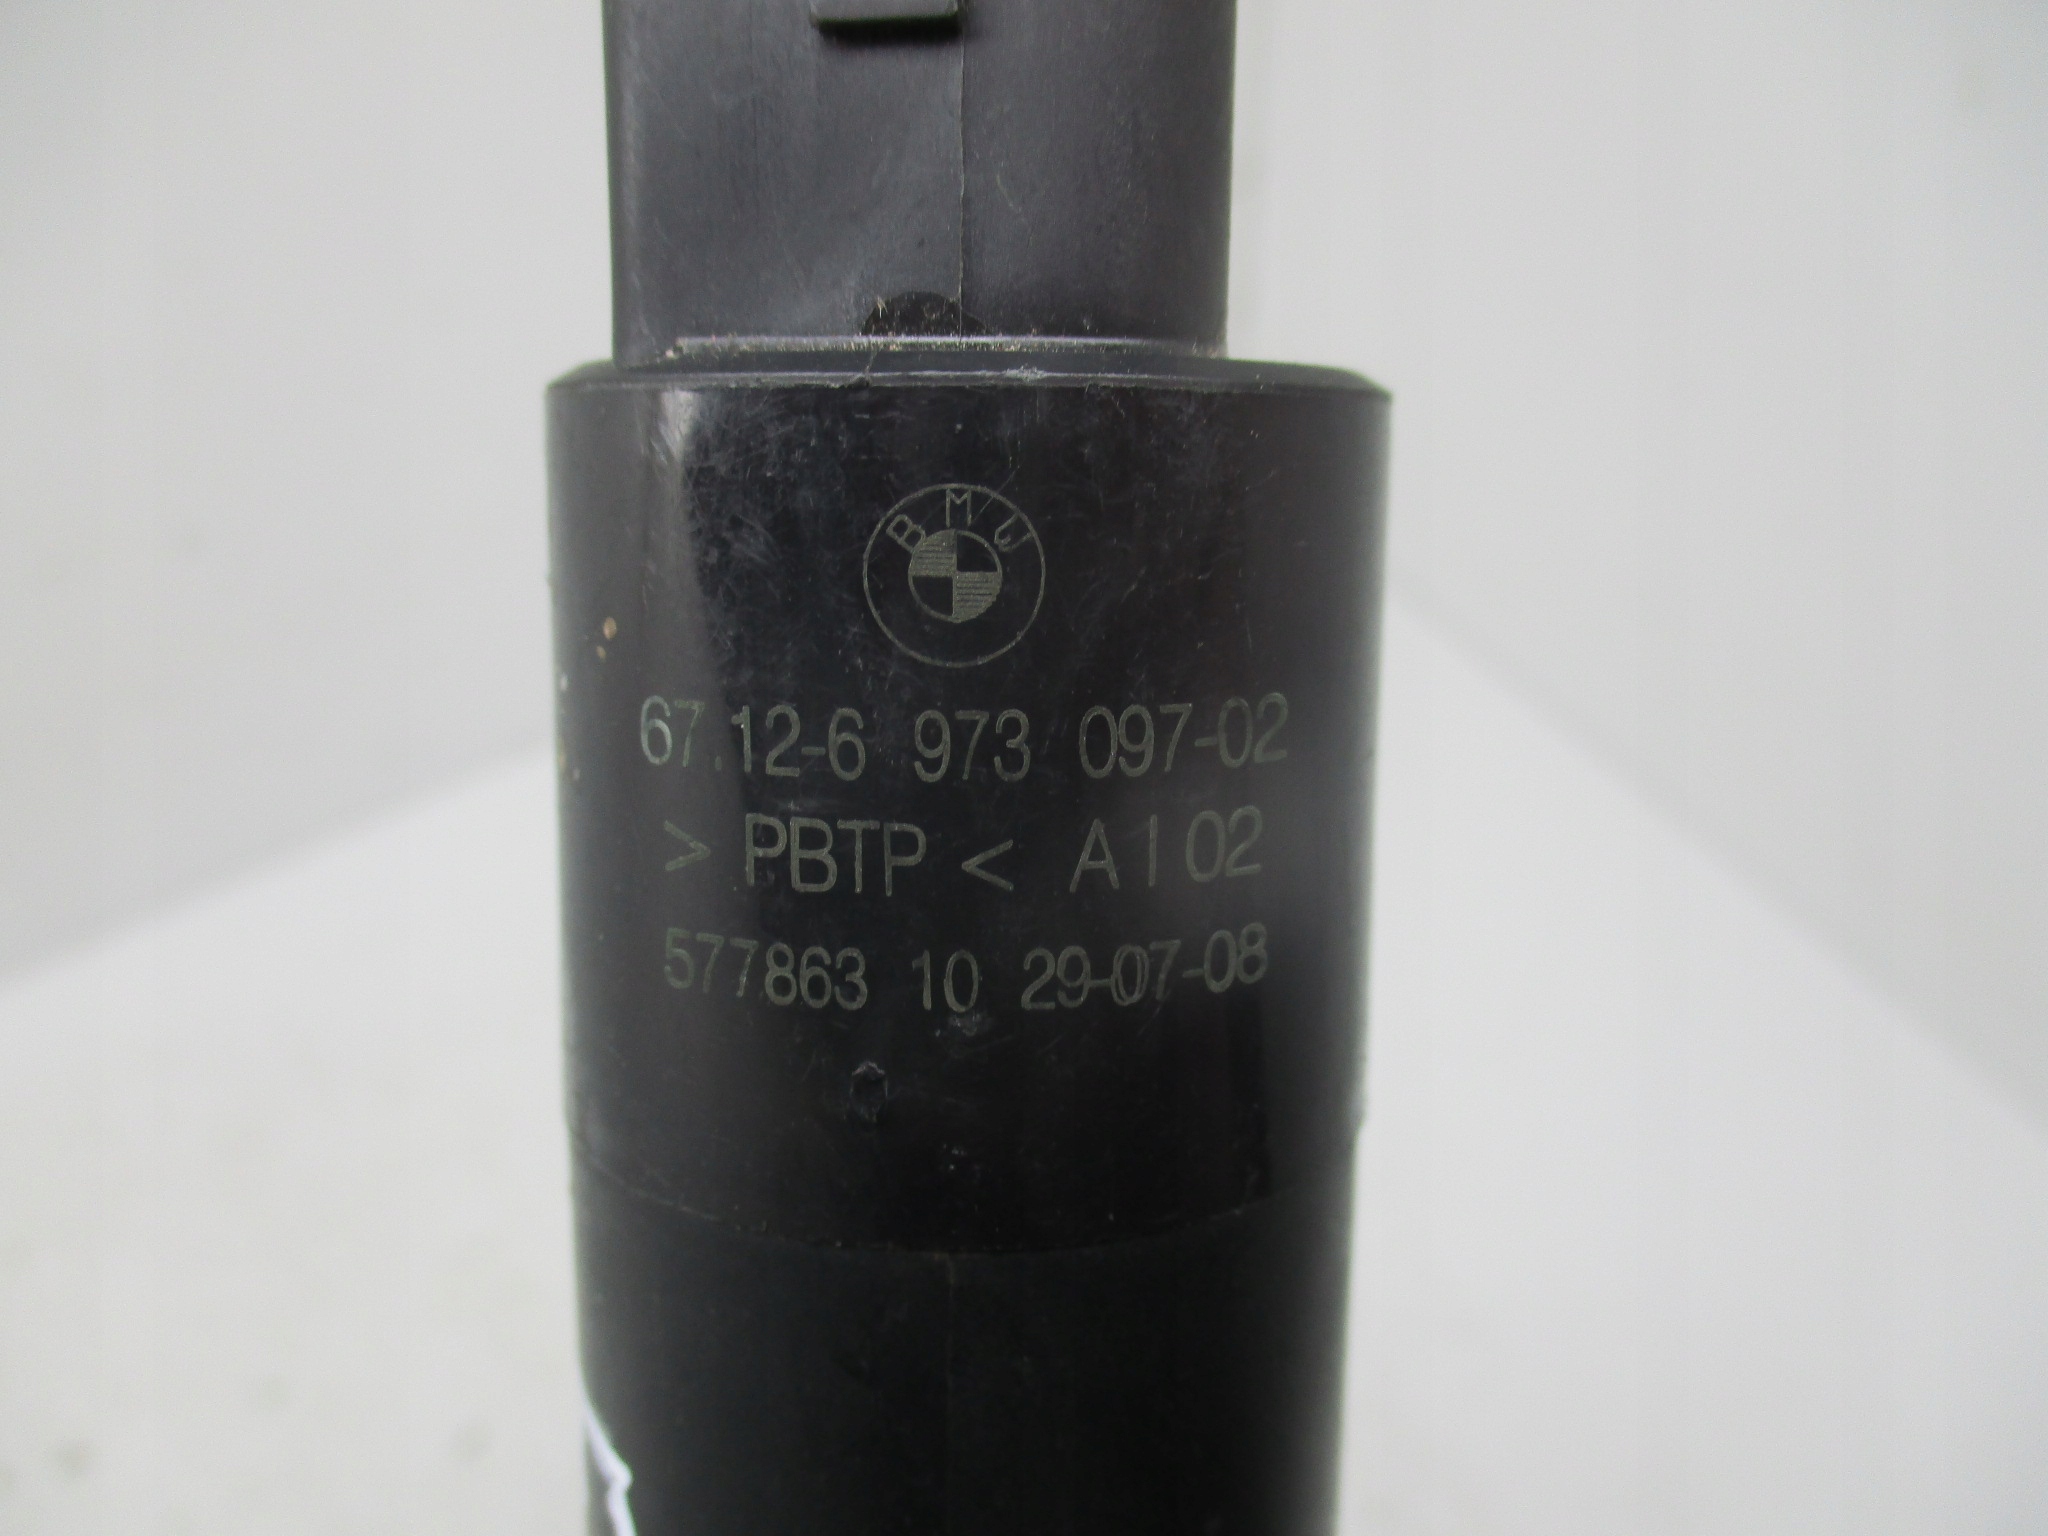 BMW
67.12-6 973 097-02
> PBTP < A I 02
577863 10 29-07-08